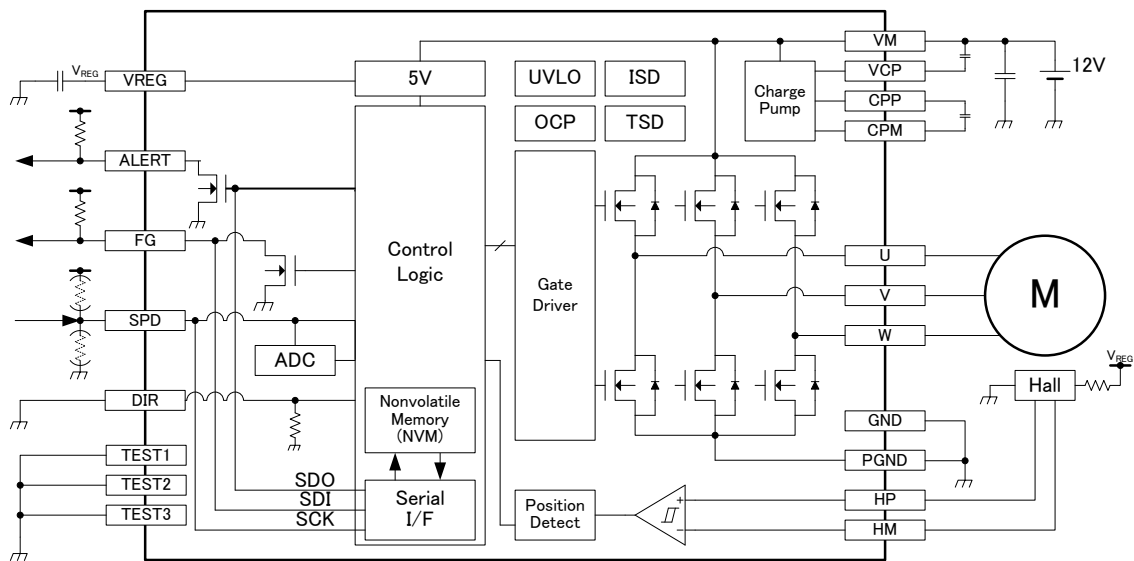 VM
VREG
VREG
5V
UVLO
ISD
Charge
Pump
VCP
12V
OCP
TSD
CPP
CPM
ALERT
FG
Control
Logic
Gate
Driver
U
V
W
M
SPD
ADC
VREG
Hall
DIR
Nonvolatile
Memory
(NVM)
GND
PGND
TEST1
TEST2
TEST3
SDO
SDI
SCK
Serial
I/F
Position
Detect
+
−
HP
HM